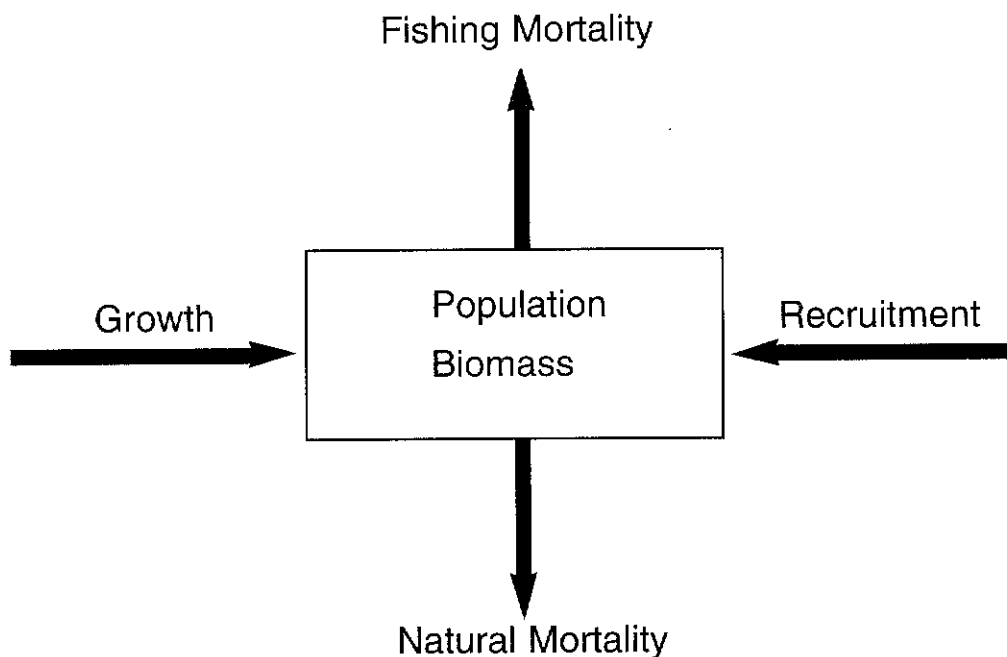 Fishing Mortality
Growth
Population
Biomass
Recruitment
Natural Mortality